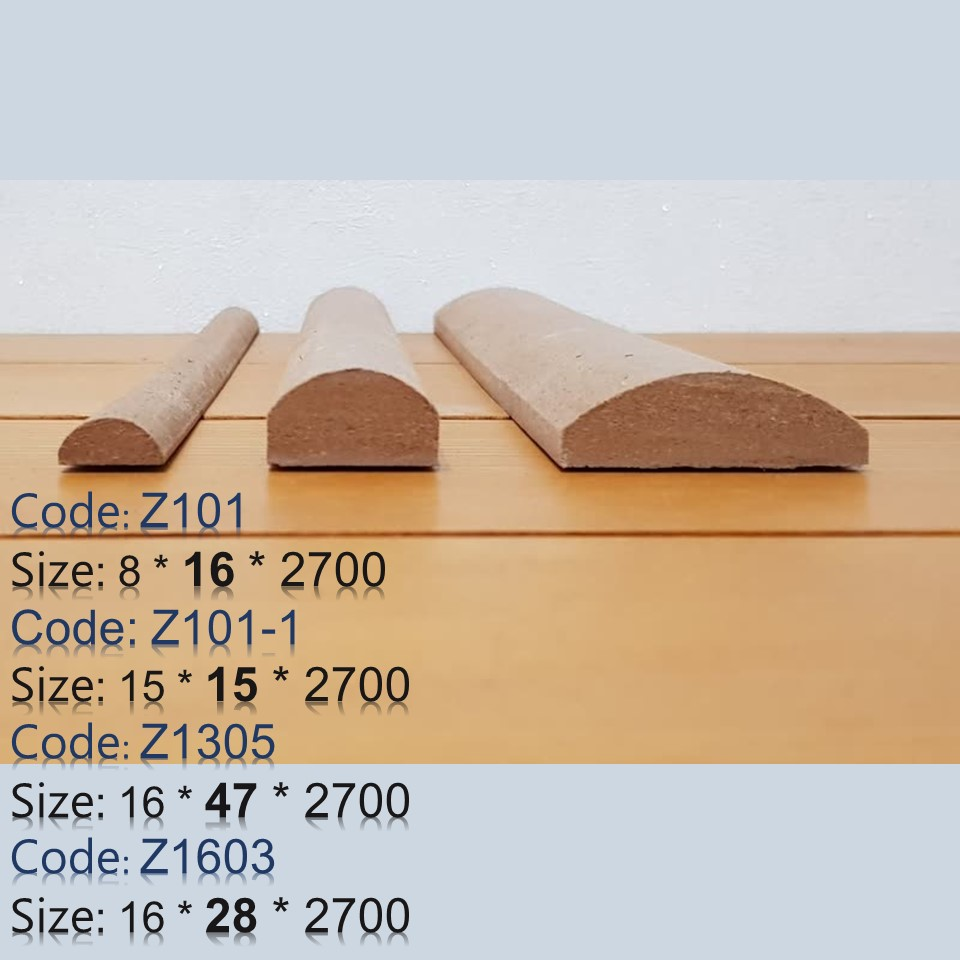 Code: Z101
Size: 8 * 16 * 2700
Code: Z101-1
Size: 15 * 15 * 2700
Code: Z1305
Size: 16 * 47 * 2700
Code: Z1603
Size: 16 * 28 * 2700